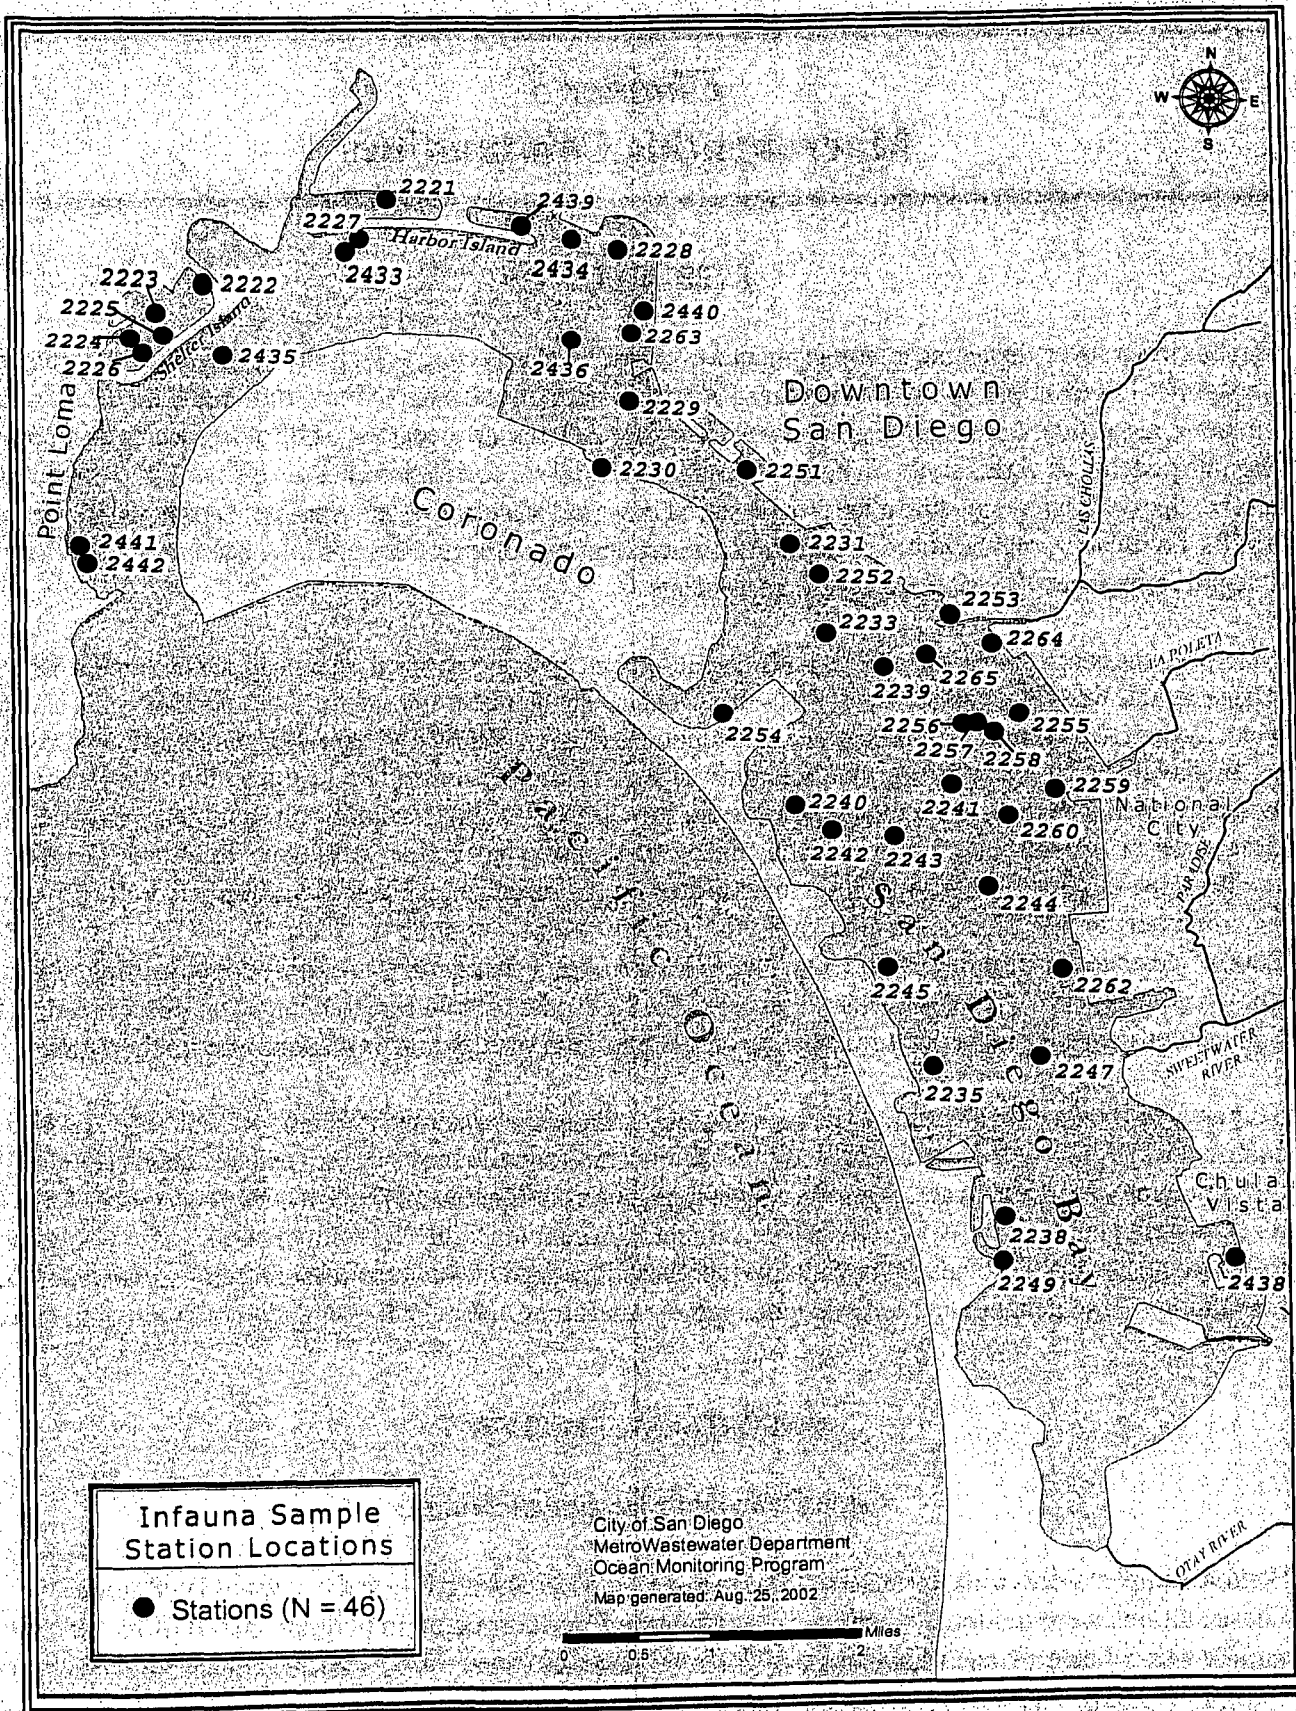 N
W E
S
2221
2439
2227
Harbor Island
2228
2433
2434
2223
2222
2225
2440
2224
2263
Shelter Island
2435
2226
2436
Downtown
San Diego
2229
Point Loma
2230
2251
Coronado
LAS CHOLLAS
2441
2231
2442
2252
2253
2233
2264
LA POLETA
2265
2239
2256
2255
2254
2257
2258
Pacific Ocean
2259
2240
2241
National
City
2260
2242
2243
PARADISE
San Diego Bay
2244
2245
2262
SWEETWATER
RIVER
2247
2235
Chula
Vista
2238
2249
2438
Infauna Sample
Station Locations
Stations (N = 46)
City of San Diego
MetroWastewater Department
Ocean Monitoring Program
Map generated: Aug. 25, 2002
Miles
0 0.5 1 2
OTAY RIVER